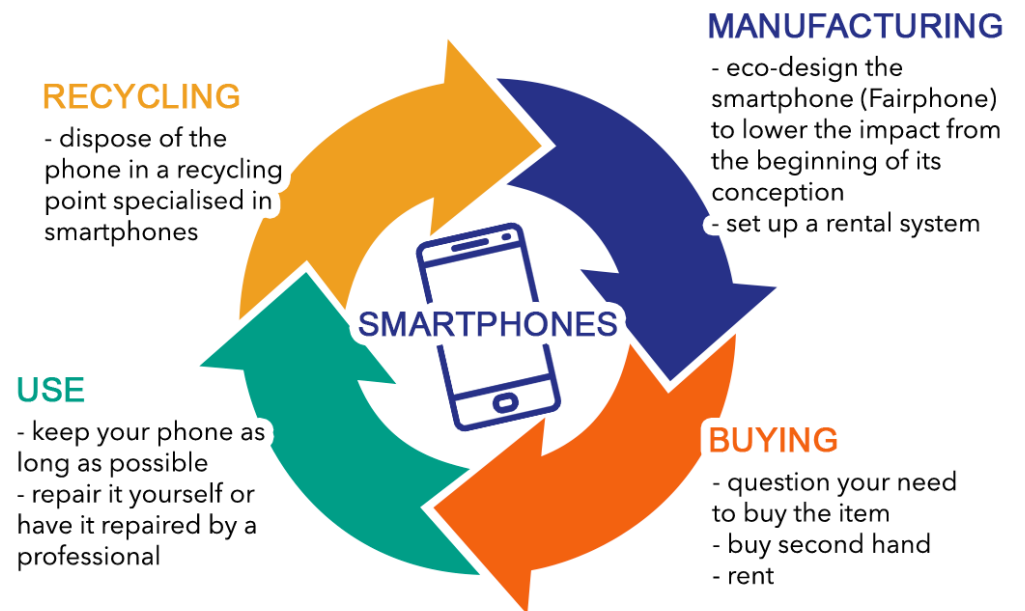 MANUFACTURING
- eco-design the
smartphone (Fairphone)
to lower the impact from
the beginning of its
conception
- set up a rental system
BUYING
- question your need
to buy the item
- buy second hand
- rent
USE
- keep your phone as
long as possible
- repair it yourself or
have it repaired by a
professional
RECYCLING
- dispose of the
phone in a recycling
point specialised in
smartphones
SMARTPHONES